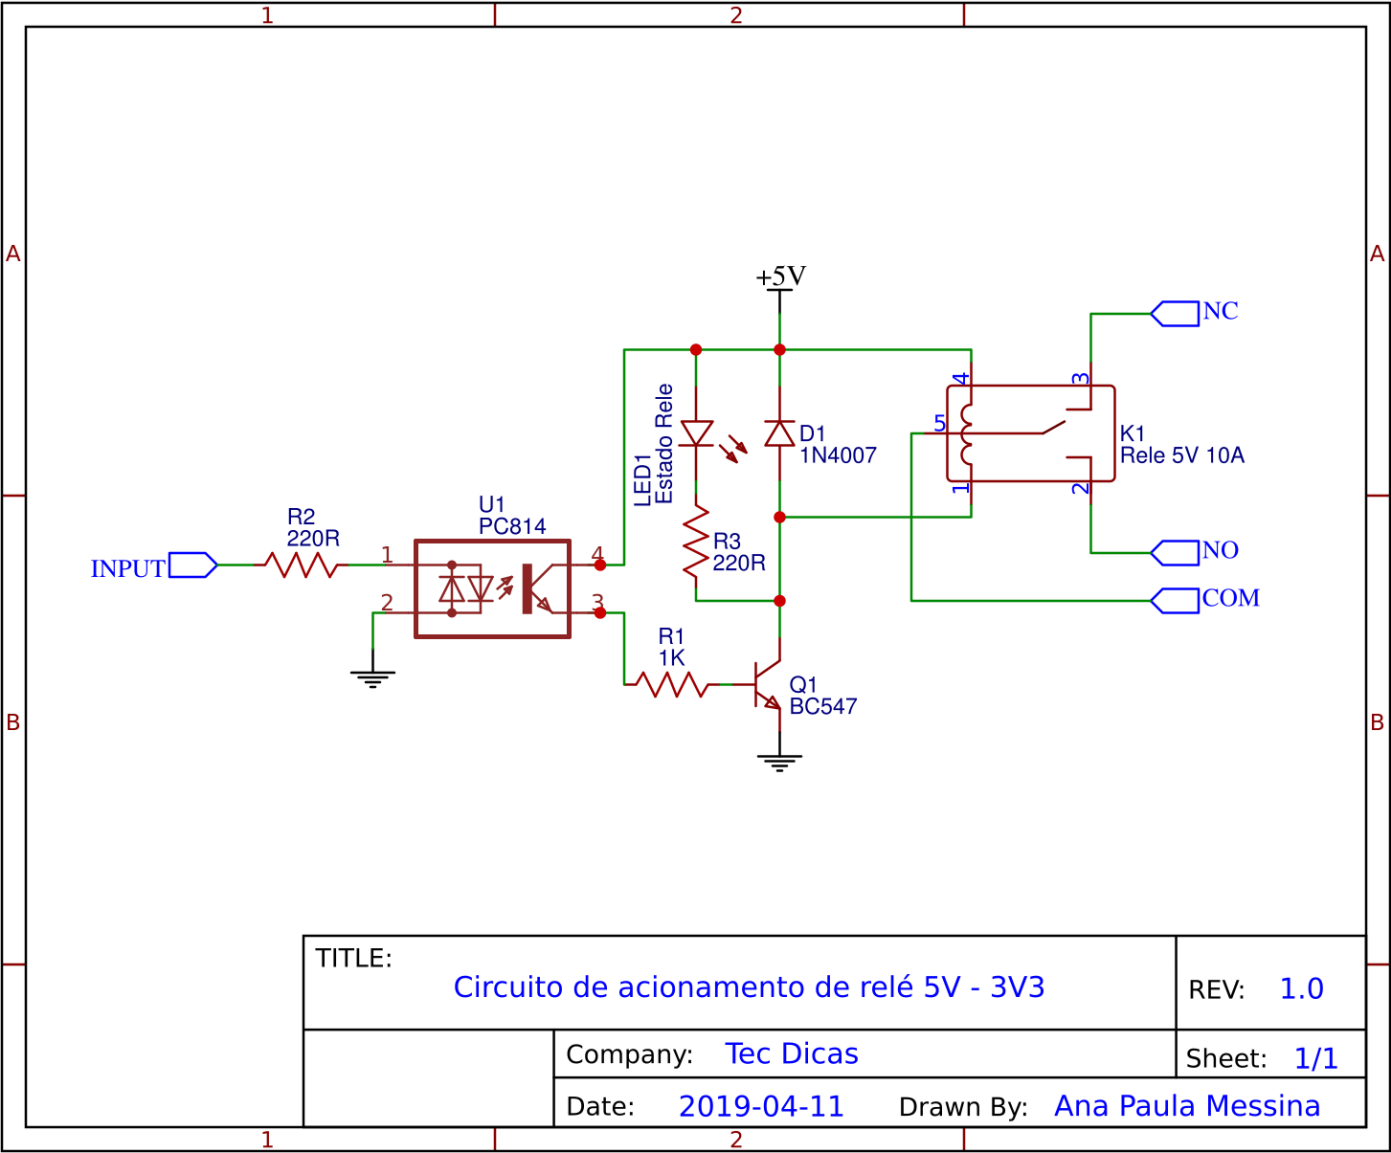 1
2
A
A
+5V
NC
4
3
LED1
Estado Rele
D1
1N4007
5
K1
Rele 5V 10A
1
2
U1
PC814
R2
220R
R3
220R
INPUT
1
4
2
3
NO
COM
R1
1K
Q1
BC547
B
B
TITLE:
Circuito de acionamento de relé 5V - 3V3
REV: 1.0
Company: Tec Dicas
Sheet: 1/1
Date: 2019-04-11
Drawn By: Ana Paula Messina
1
2